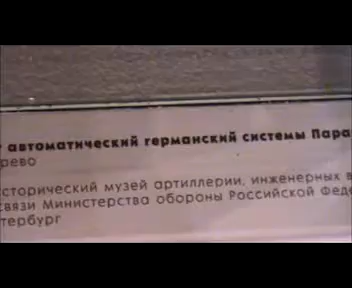 автоматический германский системы Пара
рево
сторический музей артиллерии, инженерных в
связи Министерства обороны Российской Феде
тербург